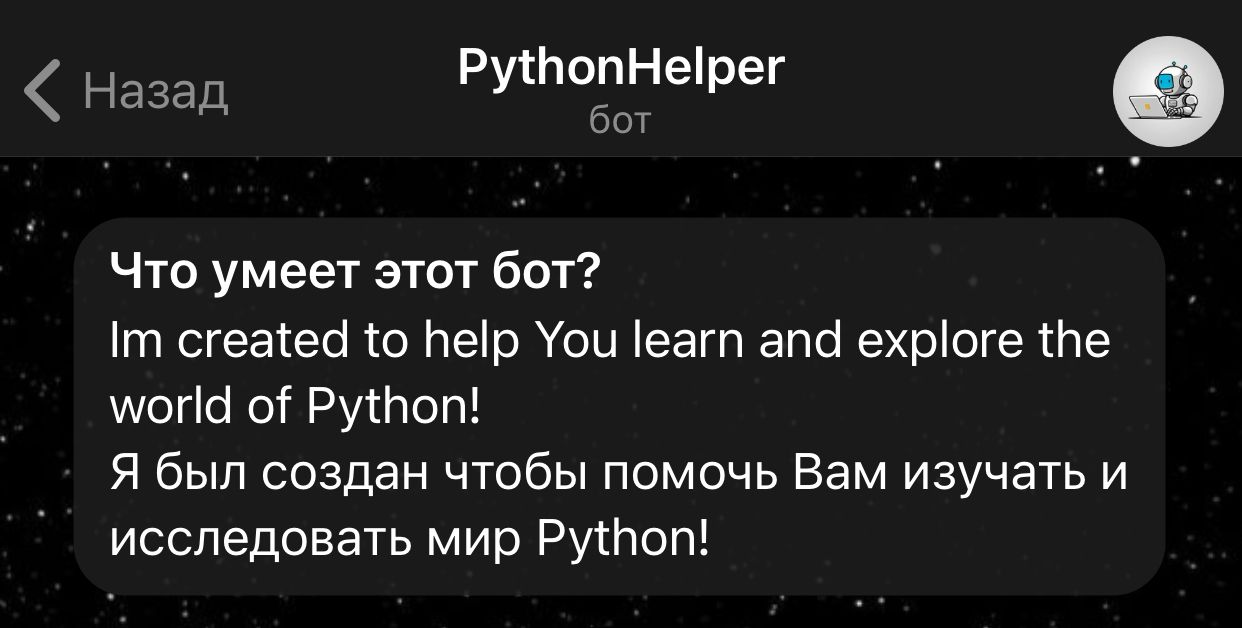 Назад
PythonHelper
бот
Что умеет этот бот?
Im created to help You learn and explore the
world of Python!
Я был создан чтобы помочь Вам изучать и
исследовать мир Python!